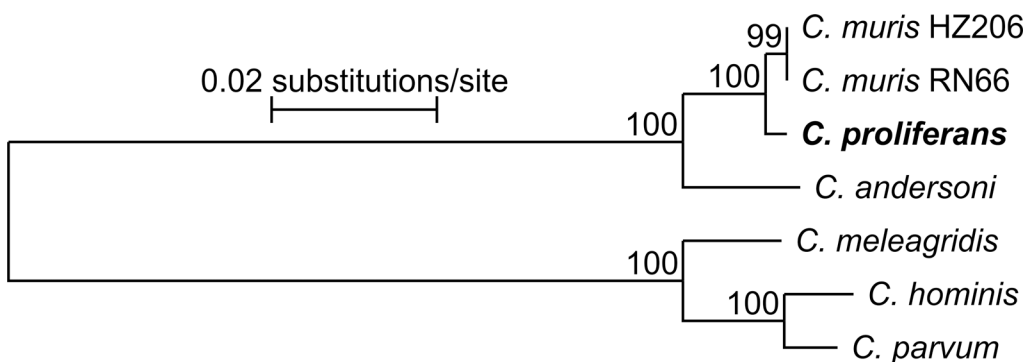 99
C. muris HZ206
0.02 substitutions/site
100
C. muris RN66
100
C. proliferans
C. andersoni
C. meleagridis
100
C. hominis
100
C. parvum